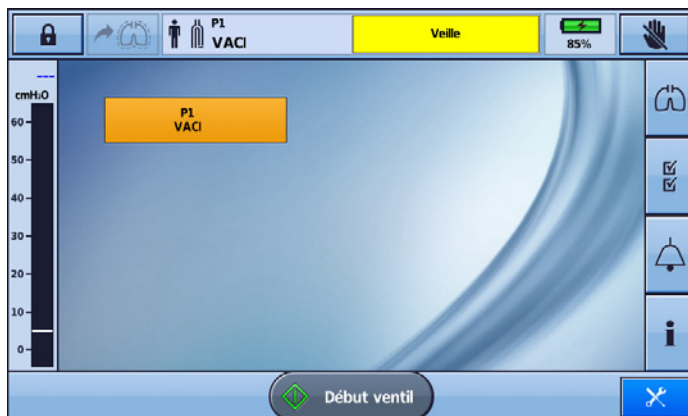 P1
VACI
Veille
85%
---
cmH₂O
60
50
40
30
20
10
0
P1
VACI
Début ventil